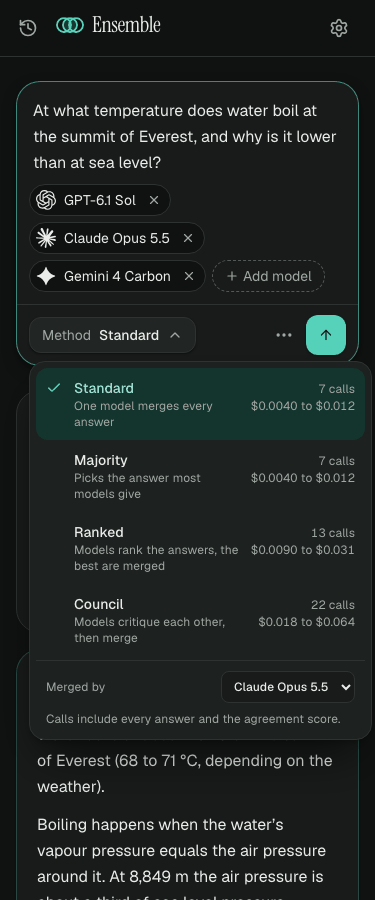 Ensemble
At what temperature does water boil at
the summit of Everest, and why is it lower
than at sea level?
GPT-6.1 Sol ×
Claude Opus 5.5 ×
Gemini 4 Carbon ×
+ Add model
Method Standard
Standard
7 calls
One model merges every
answer
$0.0040 to $0.012
Majority
7 calls
Picks the answer most
models give
$0.0040 to $0.012
Ranked
13 calls
Models rank the answers, the
best are merged
$0.0090 to $0.031
Council
22 calls
Models critique each other,
then merge
$0.018 to $0.064
Merged by
Claude Opus 5.5
Calls include every answer and the agreement score.
of Everest (68 to 71 °C, depending on the
weather).
Boiling happens when the water’s
vapour pressure equals the air pressure
around it. At 8,849 m the air pressure is
about a third of sea level pressure